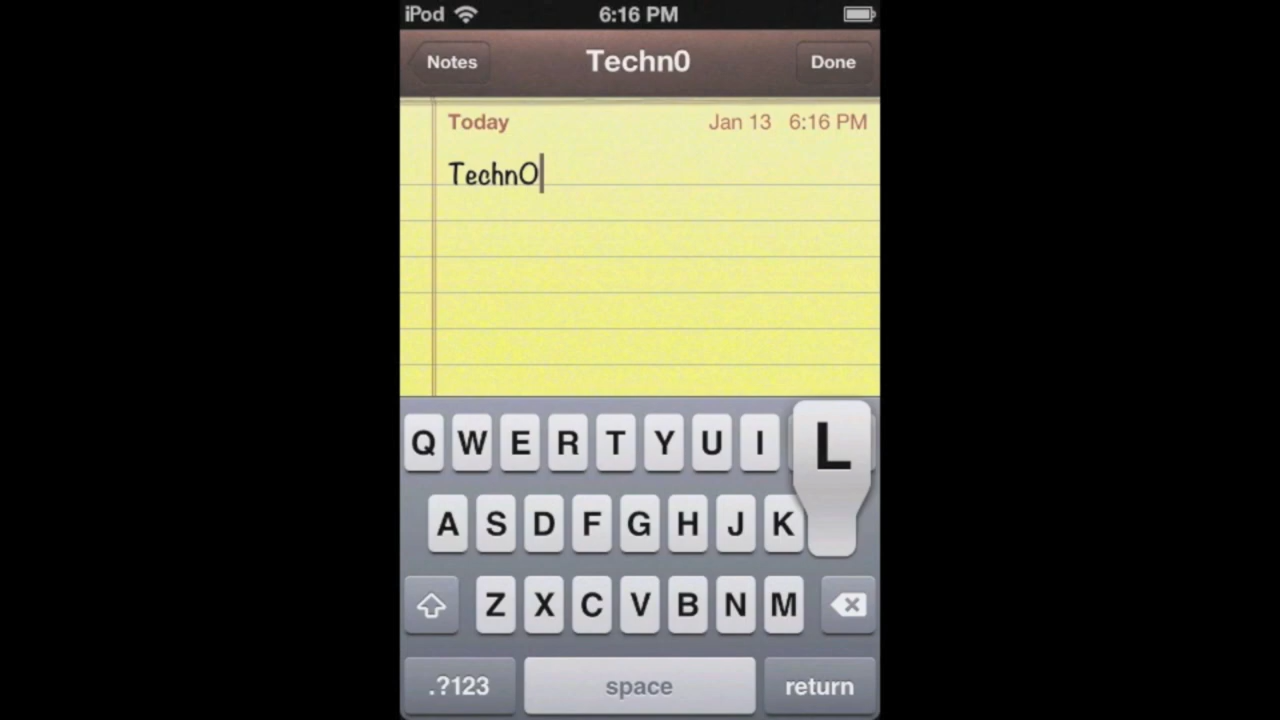 iPod 6:16 PM
Notes Techn0 Done
Today Jan 13 6:16 PM
Techn0
Q W E R T Y U I L
A S D F G H J K
Z X C V B N M
.?123 space return